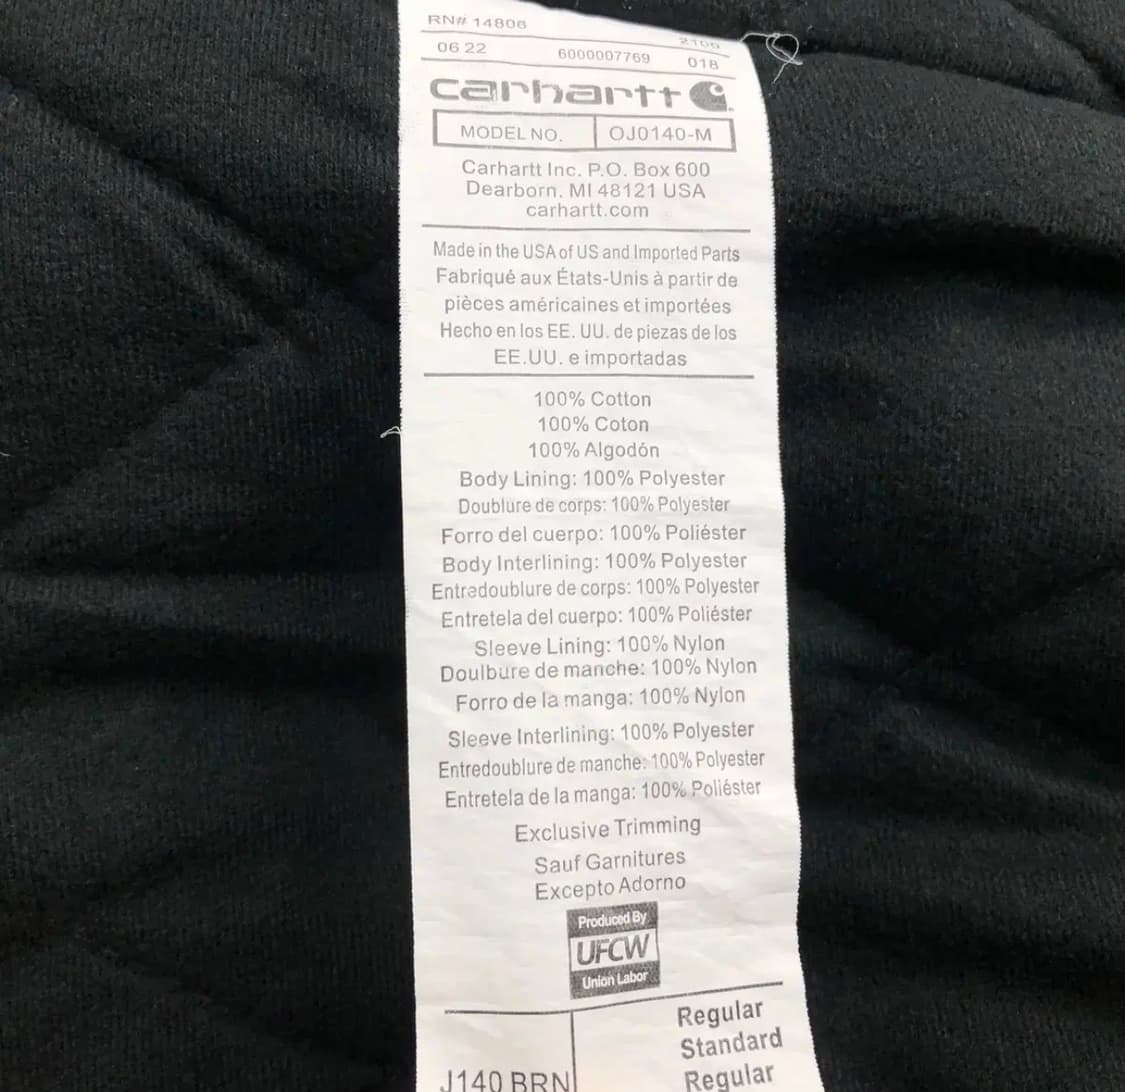 RN# 14806
2106
06 22 6000007769 018
carhartt
MODEL NO. OJ0140-M
Carhartt Inc. P.O. Box 600
Dearborn, MI 48121 USA
carhartt.com
Made in the USA of US and Imported Parts
Fabriqué aux États-Unis à partir de
pièces américaines et importées
Hecho en los EE. UU. de piezas de los
EE.UU. e importadas
100% Cotton
100% Coton
100% Algodón
Body Lining: 100% Polyester
Doublure de corps: 100% Polyester
Forro del cuerpo: 100% Poliéster
Body Interlining: 100% Polyester
Entredoublure de corps: 100% Polyester
Entretela del cuerpo: 100% Poliéster
Sleeve Lining: 100% Nylon
Doulbure de manche: 100% Nylon
Forro de la manga: 100% Nylon
Sleeve Interlining: 100% Polyester
Entredoublure de manche: 100% Polyester
Entretela de la manga: 100% Poliéster
Exclusive Trimming
Sauf Garnitures
Excepto Adorno
Produced By
UFCW
Union Labor
Regular
Standard
J140 BRN Regular